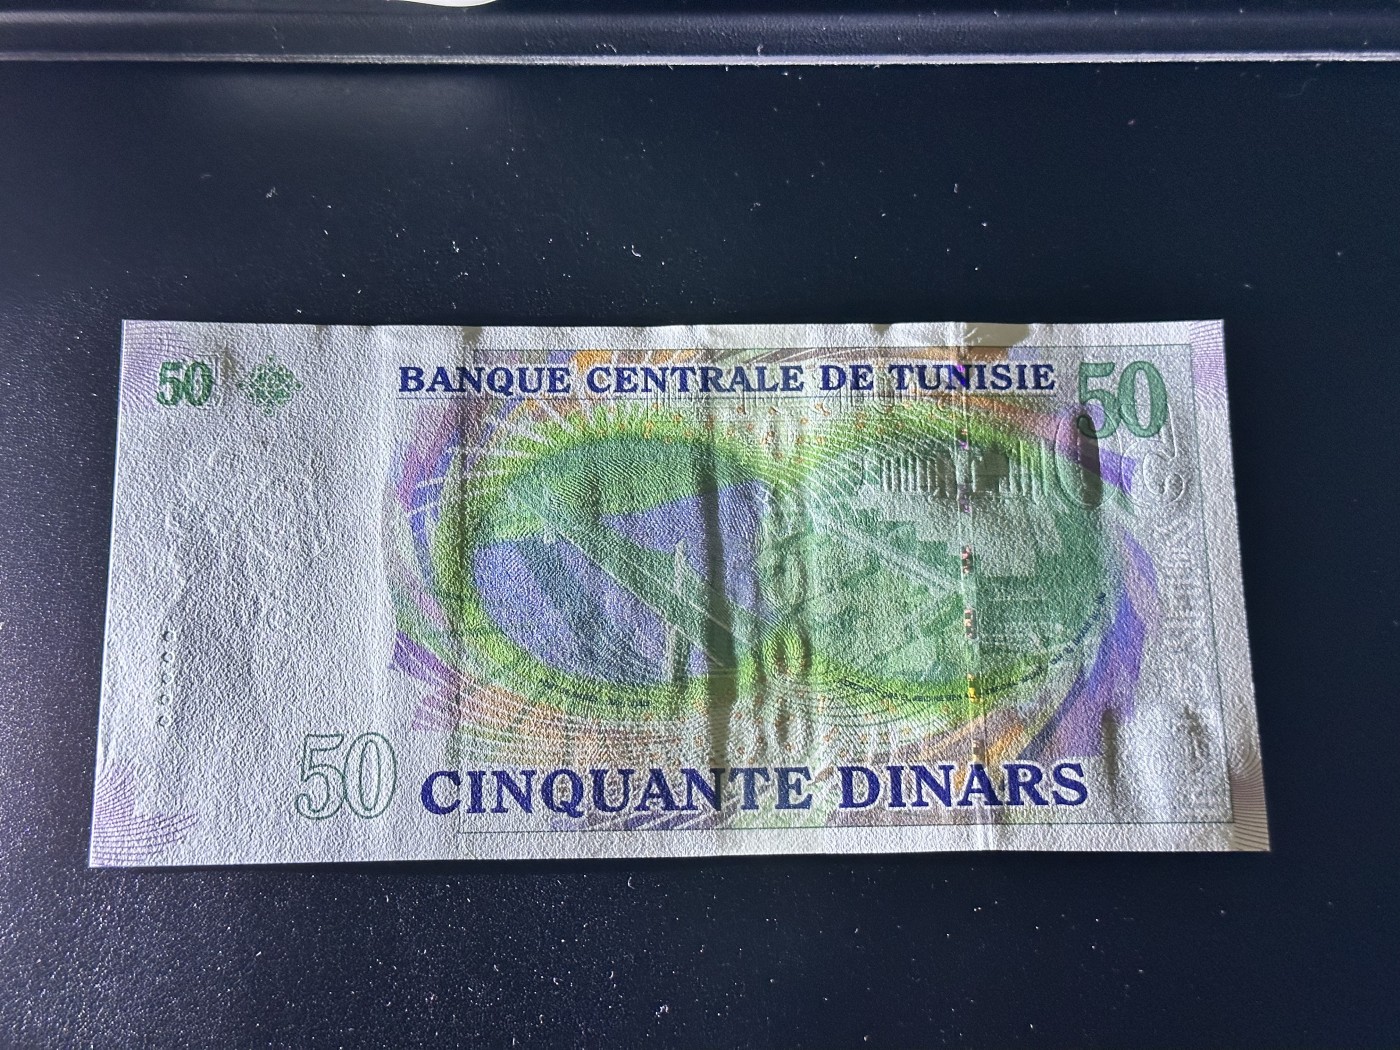 50
BANQUE CENTRALE DE TUNISIE
50
50
CINQUANTE DINARS